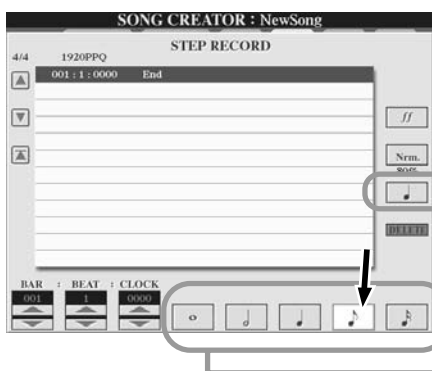 SONG CREATOR : NewSong
STEP RECORD
4/4 1920PPQ
001 : 1 : 0000 End
ff
Nrm.
80%
DELETE
BAR : BEAT : CLOCK
001 1 0000